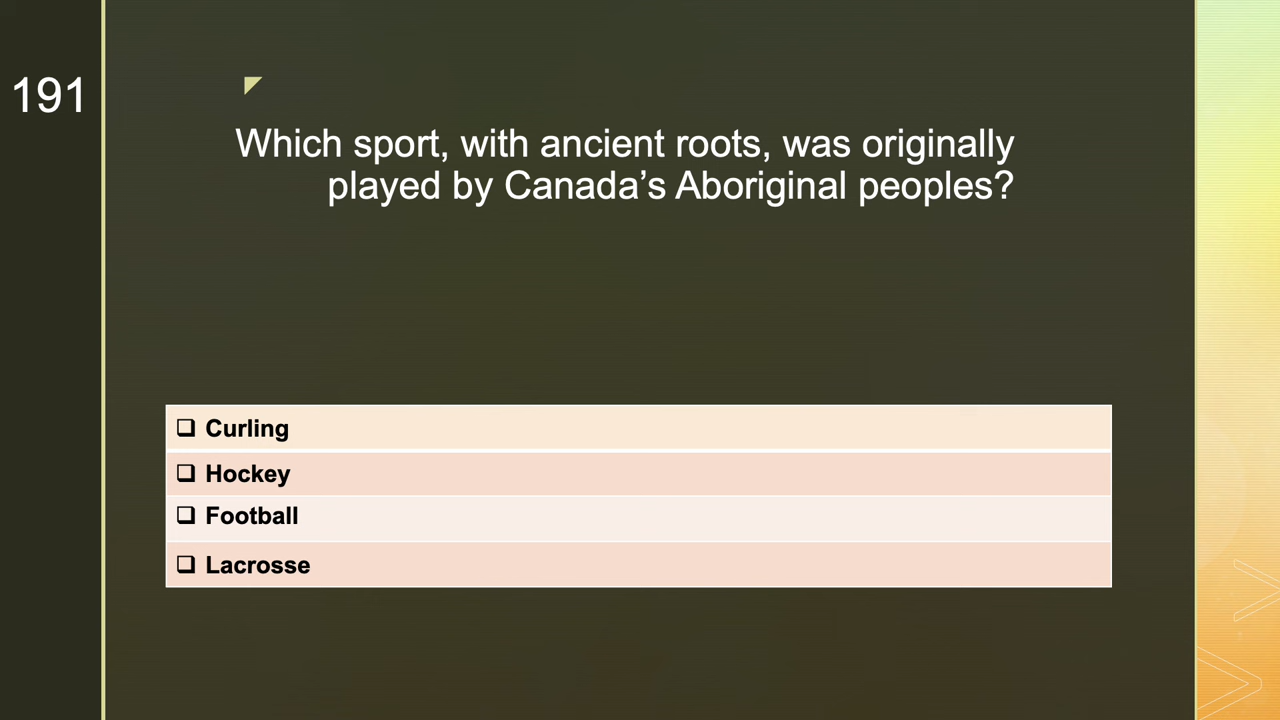 191
Which sport, with ancient roots, was originally
played by Canada’s Aboriginal peoples?
❑ Curling
❑ Hockey
❑ Football
❑ Lacrosse